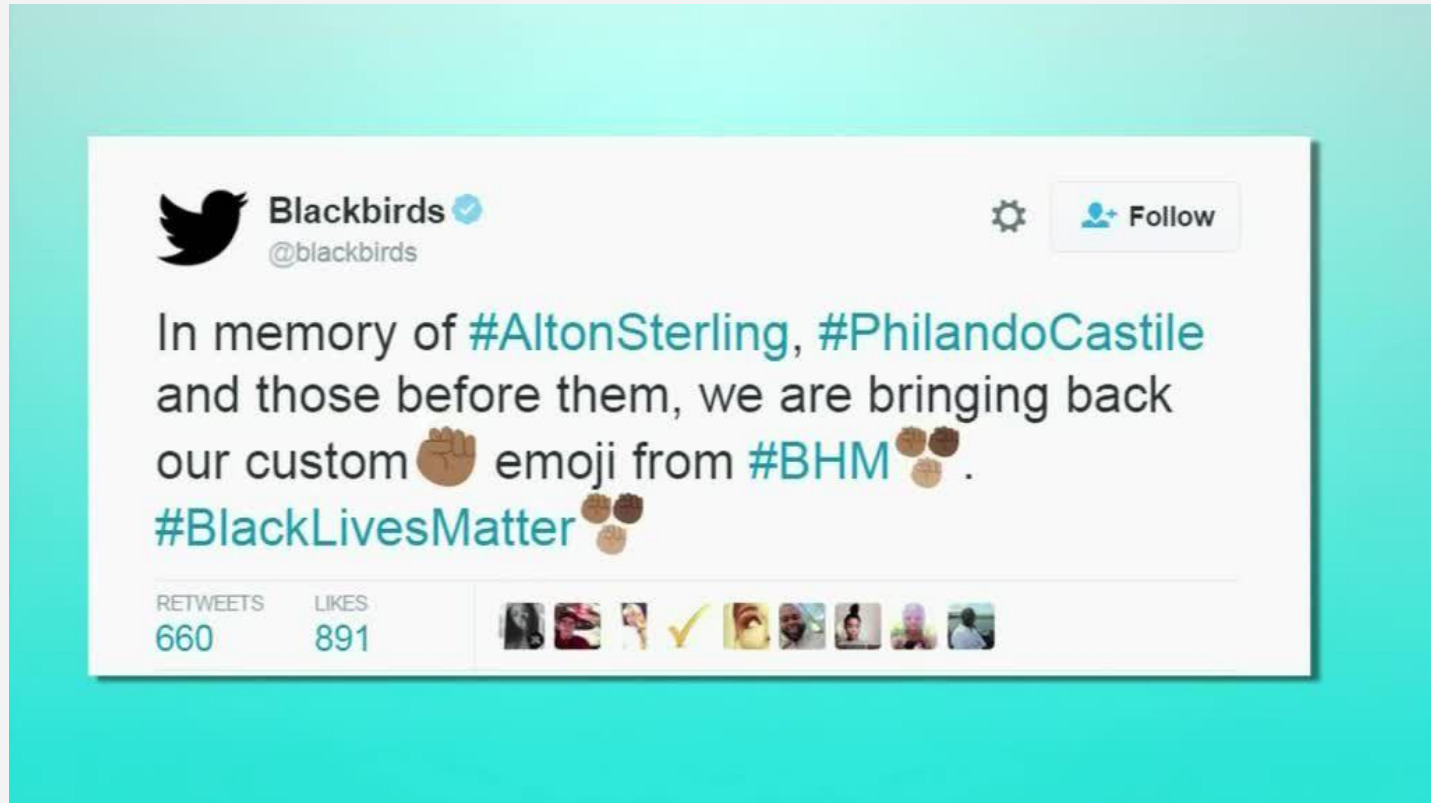 Blackbirds
@blackbirds
Follow
In memory of #AltonSterling, #PhilandoCastile
and those before them, we are bringing back
our custom✊🏾 emoji from #BHM✊🏾✊🏿✊🏽.
#BlackLivesMatter✊🏾✊🏿✊🏽
RETWEETS LIKES
660 891